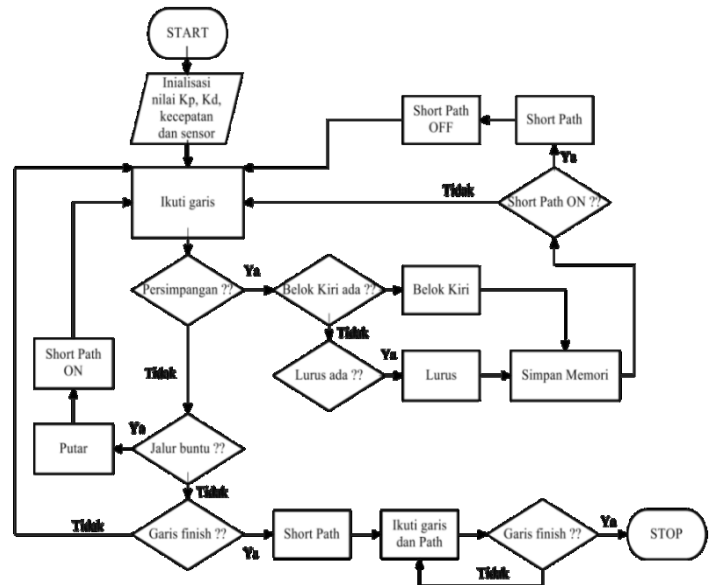 START
Inialisasi
nilai Kp, Kd,
kecepatan
dan sensor
Short Path
OFF
Short Path
Ya
Ikuti garis
Tidak
Short Path ON ??
Persimpangan ??
Ya
Belok Kiri ada ??
Belok Kiri
Tidak
Short Path
ON
Tidak
Lurus ada ??
Ya
Lurus
Simpan Memori
Putar
Ya
Jalur buntu ??
Tidak
Tidak
Garis finish ??
Ya
Short Path
Ikuti garis
dan Path
Garis finish ??
Ya
STOP
Tidak